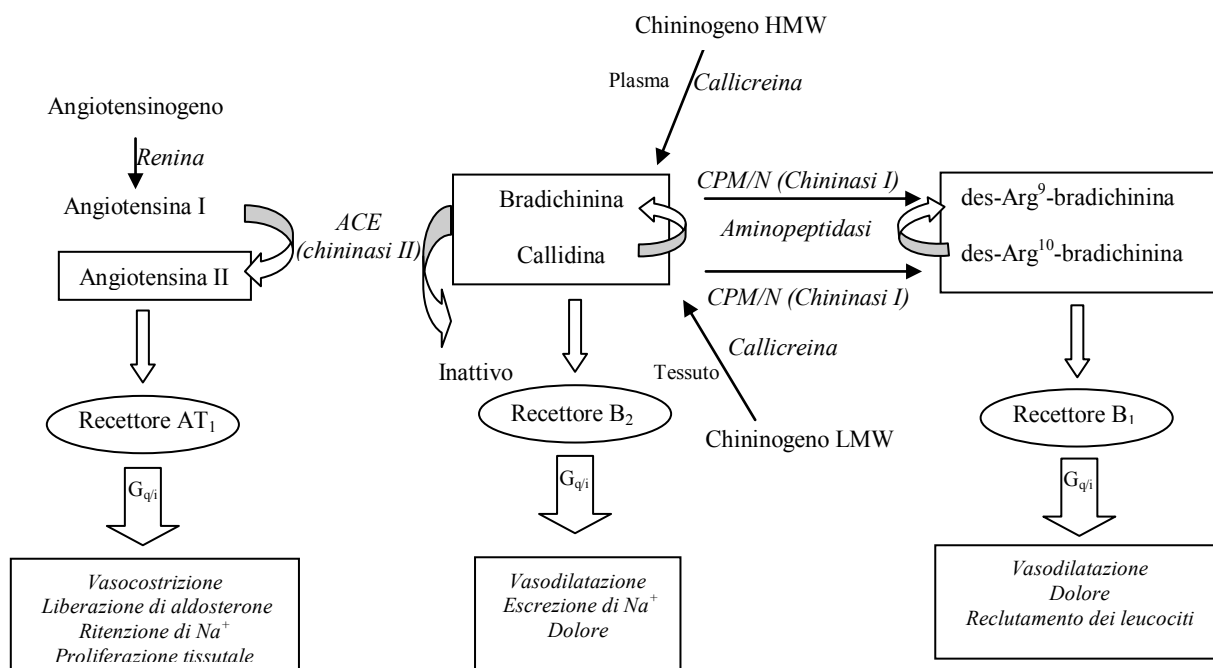 Chininogeno HMW
Plasma
Callicreina
Angiotensinogeno
Renina
Angiotensina I
Angiotensina II
ACE
(chininasi II)
Bradichinina
Callidina
Inattivo
CPM/N (Chininasi I)
Aminopeptidasi
CPM/N (Chininasi I)
Callicreina
Tessuto
Chininogeno LMW
des-Arg⁹-bradichinina
des-Arg¹⁰-bradichinina
Recettore AT₁
Recettore B₂
Recettore B₁
Gq/i
Gq/i
Gq/i
Vasocostrizione
Liberazione di aldosterone
Ritenzione di Na⁺
Proliferazione tissutale
Vasodilatazione
Escrezione di Na⁺
Dolore
Vasodilatazione
Dolore
Reclutamento dei leucociti